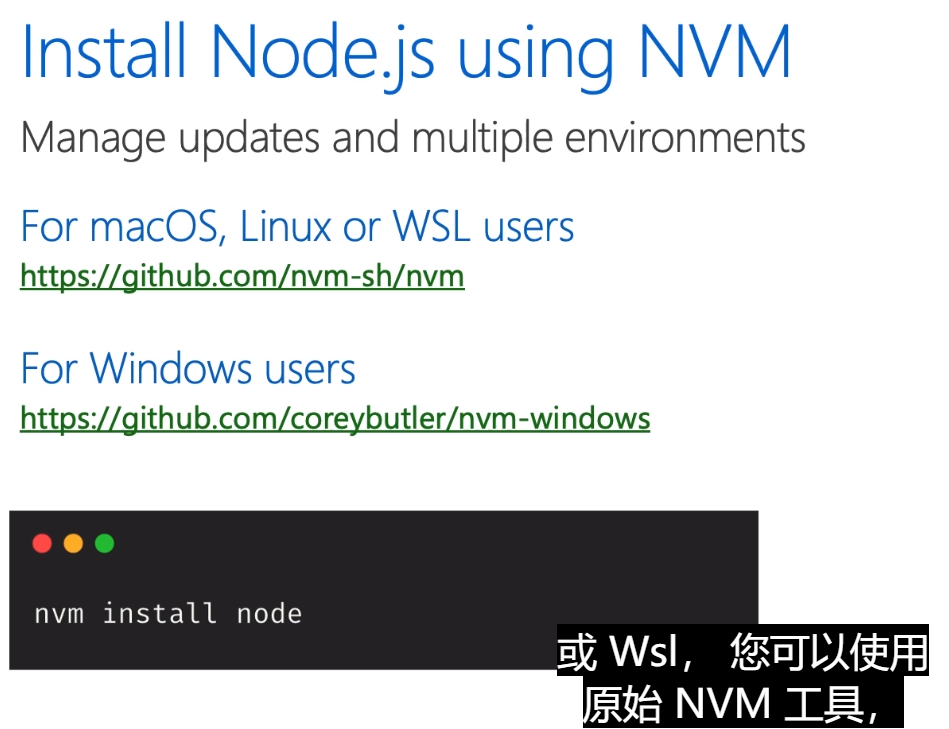 Install Node.js using NVM
Manage updates and multiple environments
For macOS, Linux or WSL users
https://github.com/nvm-sh/nvm
For Windows users
https://github.com/coreybutler/nvm-windows
nvm install node
或 Wsl， 您可以使用
原始 NVM 工具，